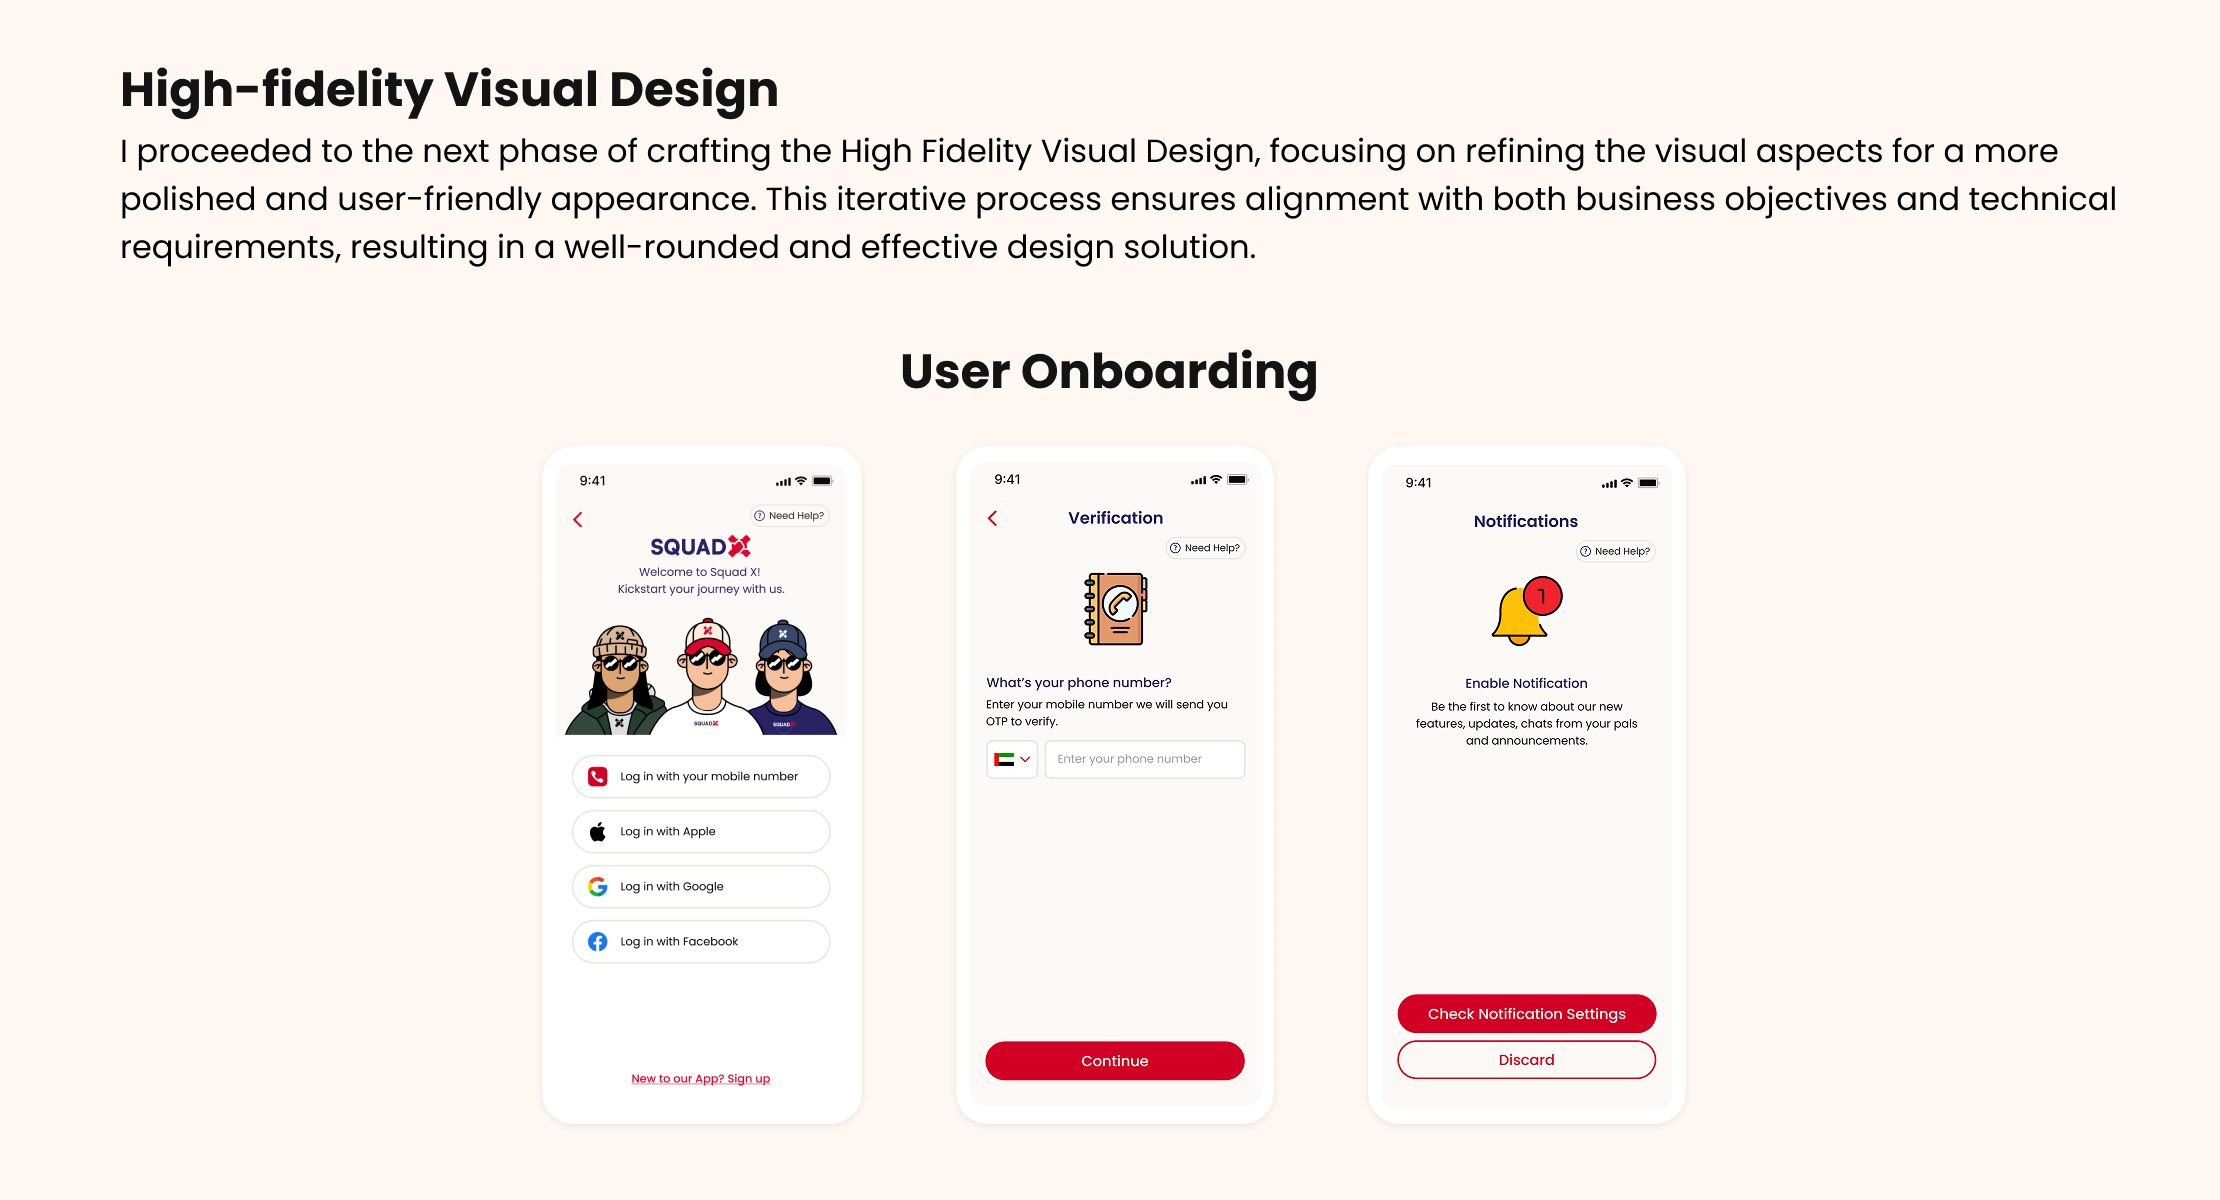 High-fidelity Visual Design
I proceeded to the next phase of crafting the High Fidelity Visual Design, focusing on refining the visual aspects for a more
polished and user-friendly appearance. This iterative process ensures alignment with both business objectives and technical
requirements, resulting in a well-rounded and effective design solution.
User Onboarding
9:41
Need Help?
SQUADX
Welcome to Squad X!
Kickstart your journey with us.
SQUADX
SQUADX
Log in with your mobile number
Log in with Apple
Log in with Google
Log in with Facebook
New to our App? Sign up
9:41
Verification
Need Help?
What's your phone number?
Enter your mobile number we will send you
OTP to verify.
Enter your phone number
Continue
9:41
Notifications
Need Help?
1
Enable Notification
Be the first to know about our new
features, updates, chats from your pals
and announcements.
Check Notification Settings
Discard